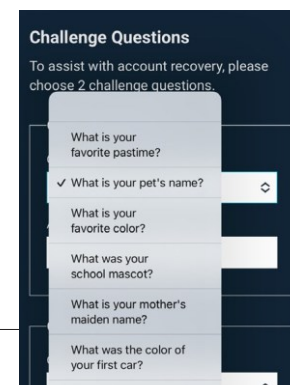 Challenge Questions
To assist with account recovery, please
choose 2 challenge questions.
What is your
favorite pastime?
✓ What is your pet's name?
What is your
favorite color?
What was your
school mascot?
What is your mother's
maiden name?
What was the color of
your first car?